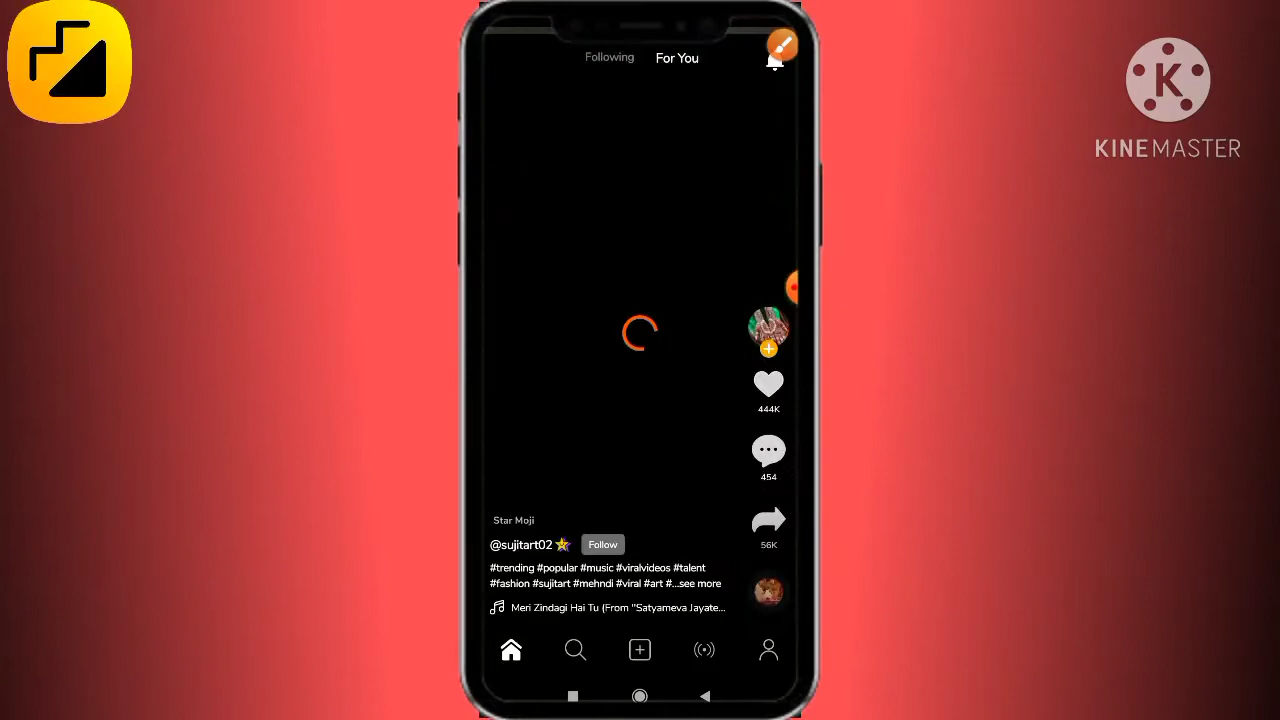 Following For You
KINEMASTER
444K
454
56K
Star Moji
@sujitart02 Follow
#trending #popular #music #viralvideos #talent
#fashion #sujitart #mehndi #viral #art #...see more
Meri Zindagi Hai Tu (From "Satyameva Jayate...